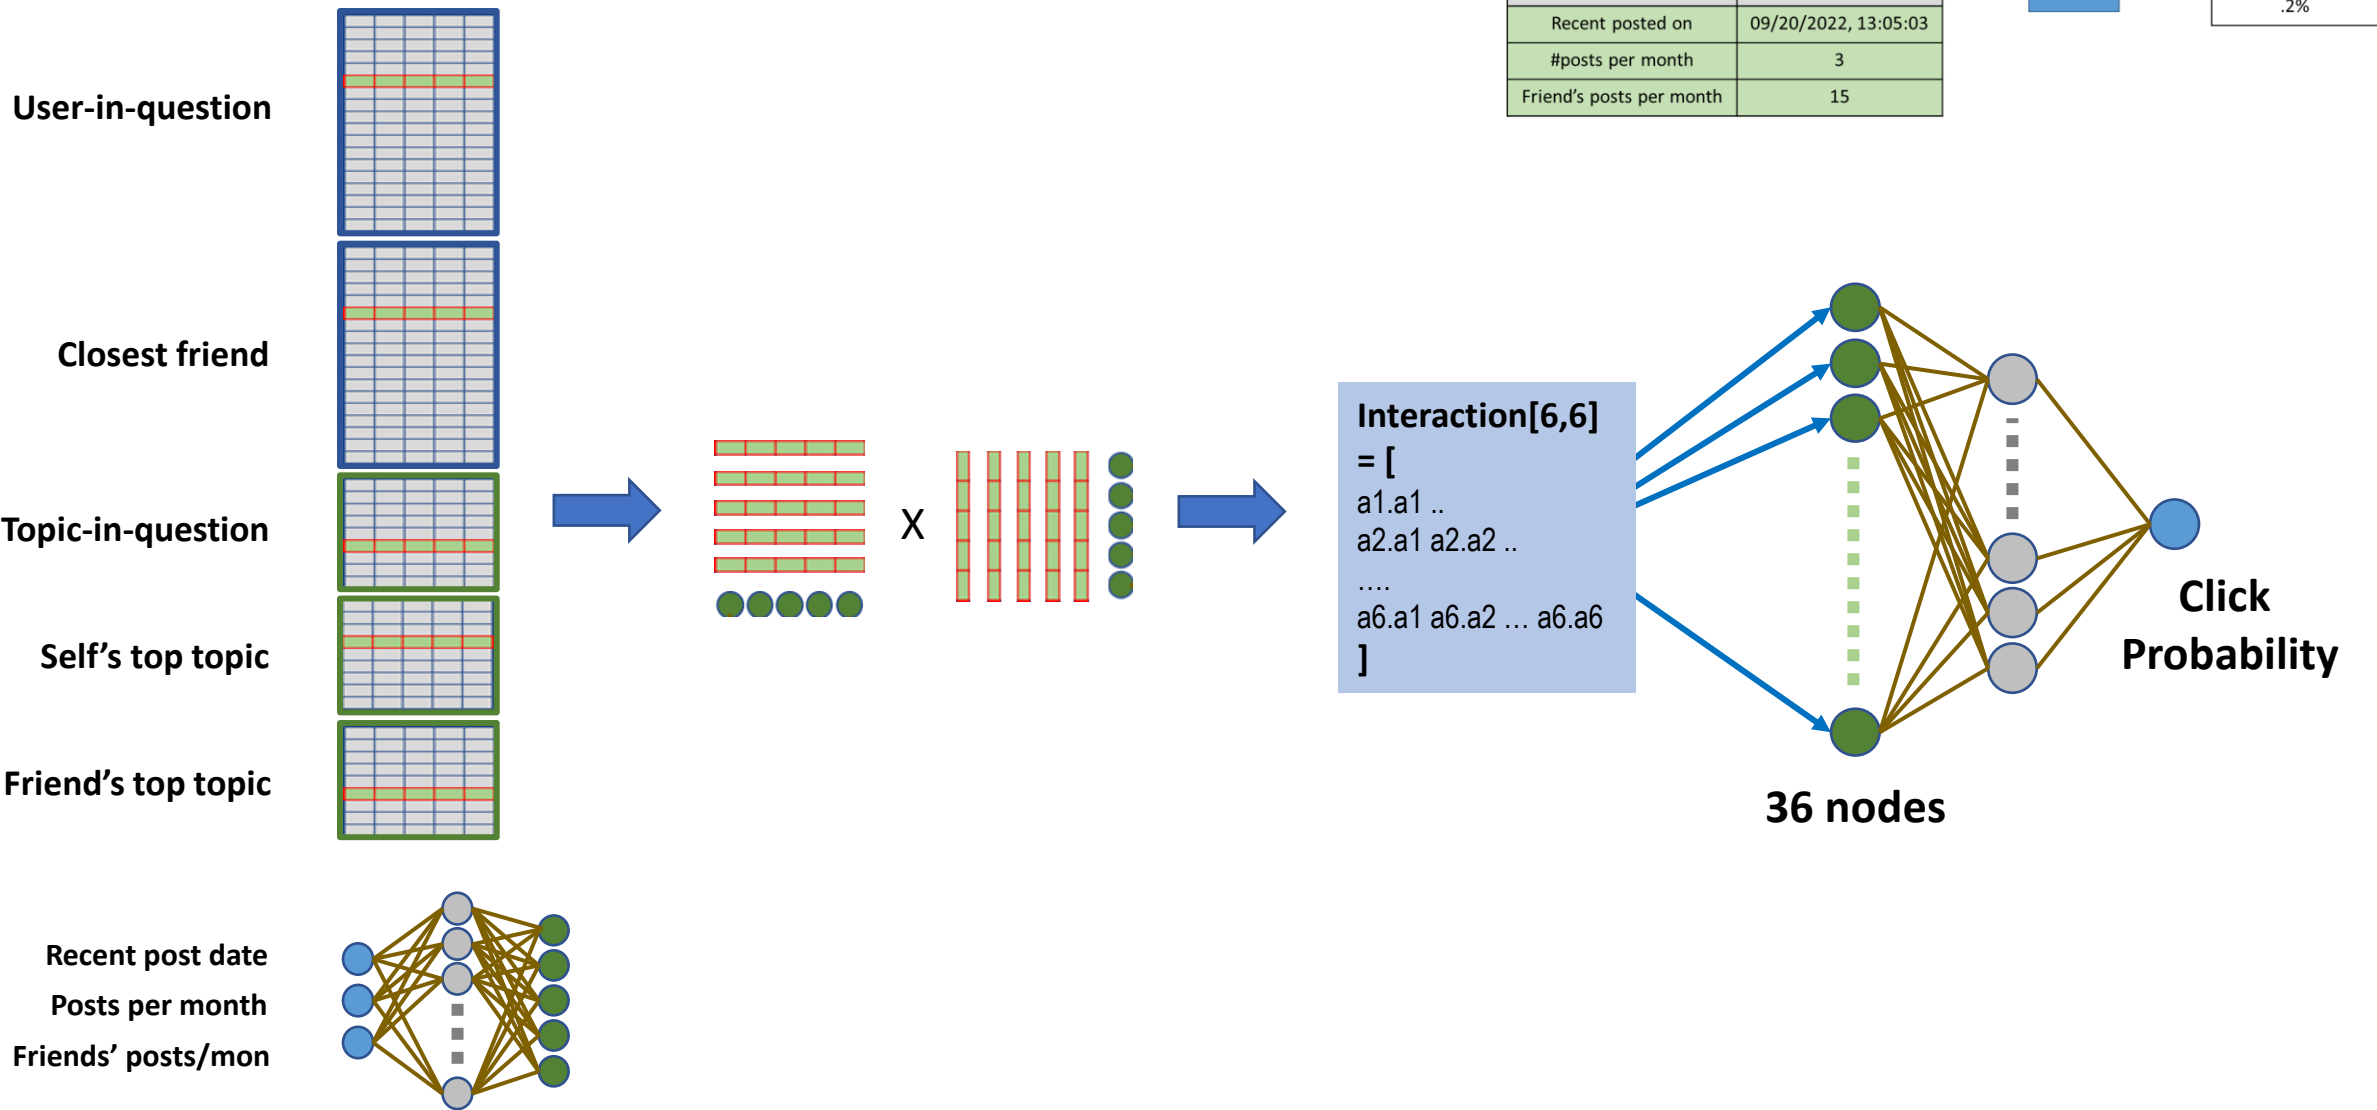 Recent posted on 09/20/2022, 13:05:03
#posts per month 3
Friend's posts per month 15
.2%
User-in-question
Closest friend
Topic-in-question
Self's top topic
Friend's top topic
Recent post date
Posts per month
Friends' posts/mon
X
Interaction[6,6]
= [
a1.a1 ..
a2.a1 a2.a2 ..
....
a6.a1 a6.a2 ... a6.a6
]
36 nodes
Click
Probability